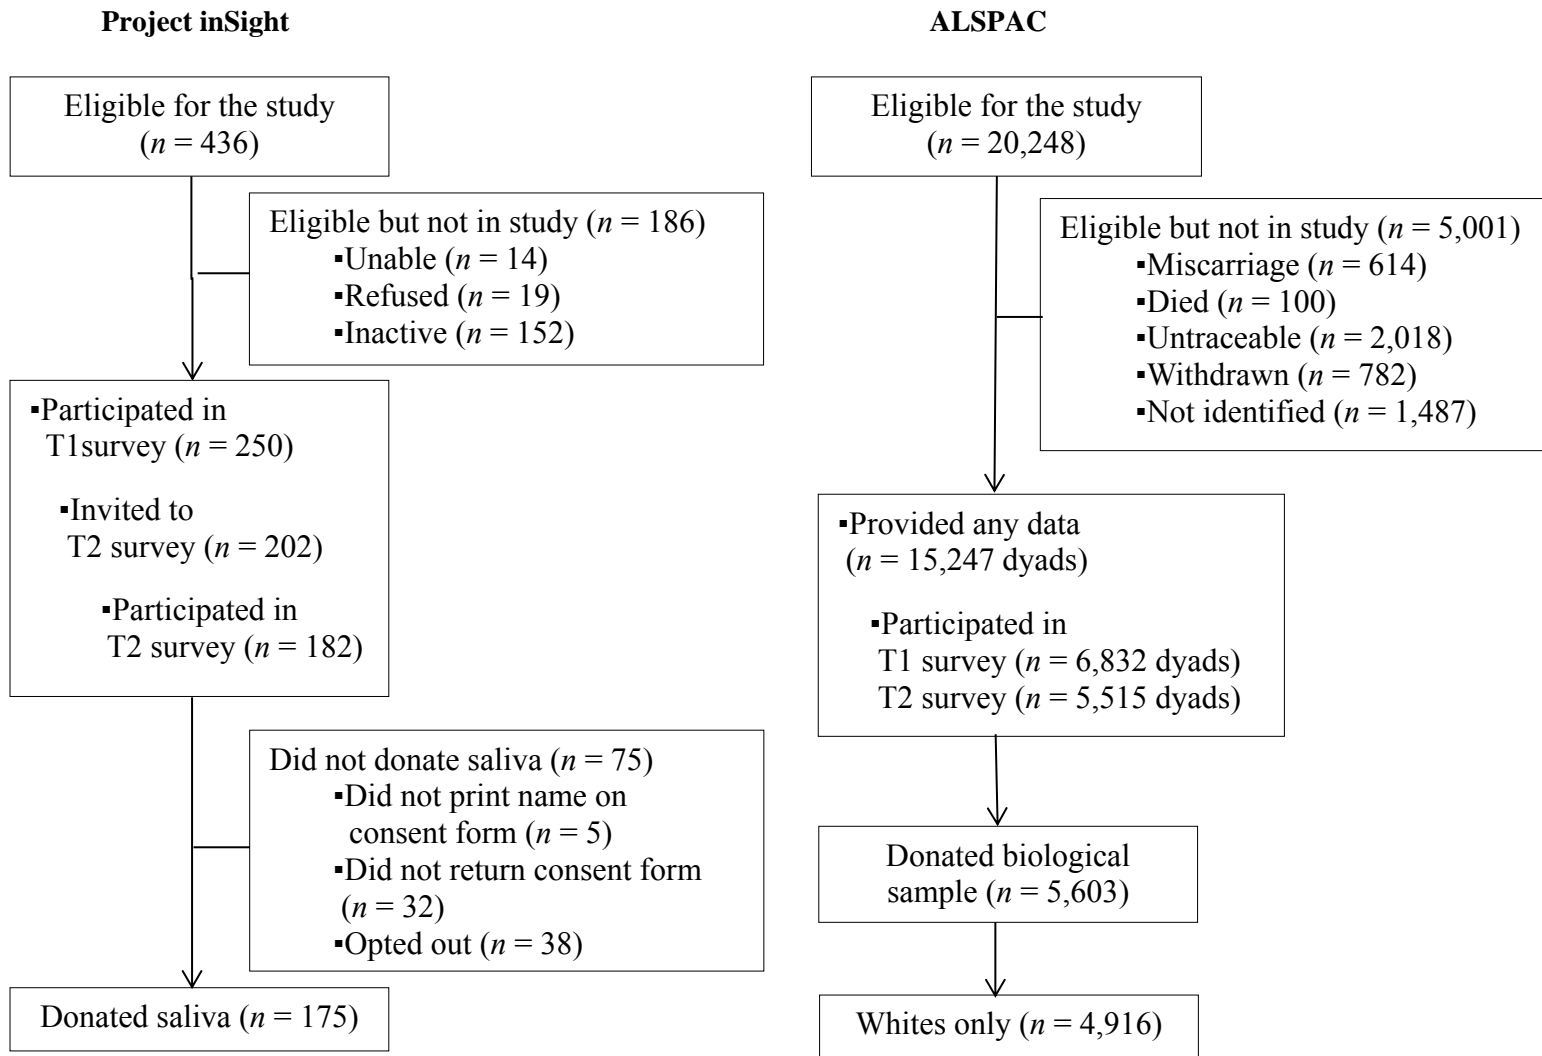 Project inSight
Eligible for the study
(n = 436)
Eligible but not in study (n = 186)
▪Unable (n = 14)
▪Refused (n = 19)
▪Inactive (n = 152)
▪Participated in
T1survey (n = 250)
▪Invited to
T2 survey (n = 202)
▪Participated in
T2 survey (n = 182)
Did not donate saliva (n = 75)
▪Did not print name on
consent form (n = 5)
▪Did not return consent form
(n = 32)
▪Opted out (n = 38)
Donated saliva (n = 175)
ALSPAC
Eligible for the study
(n = 20,248)
Eligible but not in study (n = 5,001)
▪Miscarriage (n = 614)
▪Died (n = 100)
▪Untraceable (n = 2,018)
▪Withdrawn (n = 782)
▪Not identified (n = 1,487)
▪Provided any data
(n = 15,247 dyads)
▪Participated in
T1 survey (n = 6,832 dyads)
T2 survey (n = 5,515 dyads)
Donated biological
sample (n = 5,603)
Whites only (n = 4,916)